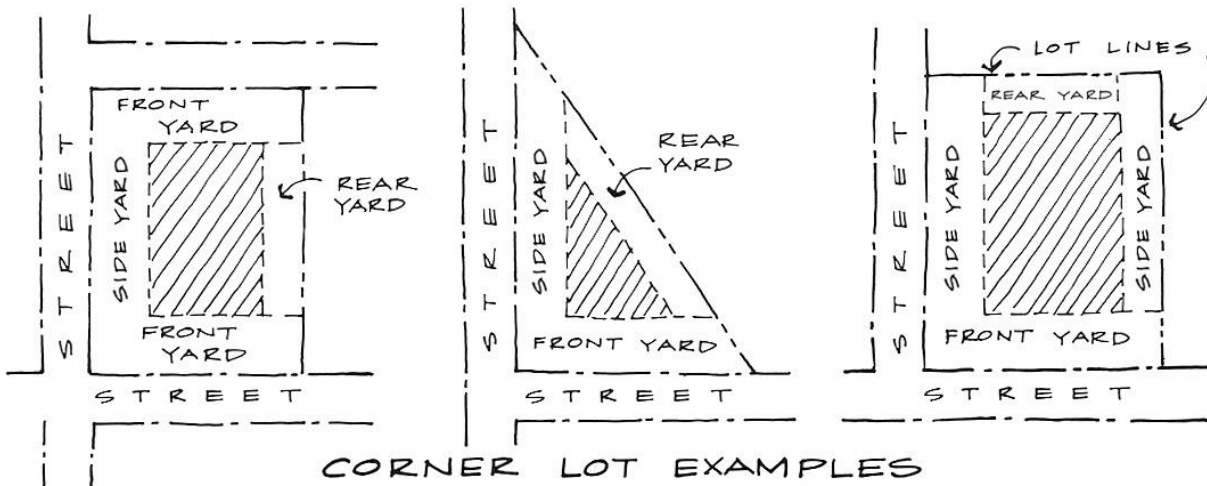 FRONT
YARD
STREET
SIDE YARD
REAR
YARD
FRONT
YARD
STREET
STREET
SIDE YARD
REAR
YARD
FRONT YARD
STREET
LOT LINES
REAR YARD
STREET
SIDE YARD
SIDE YARD
FRONT YARD
STREET
CORNER LOT EXAMPLES